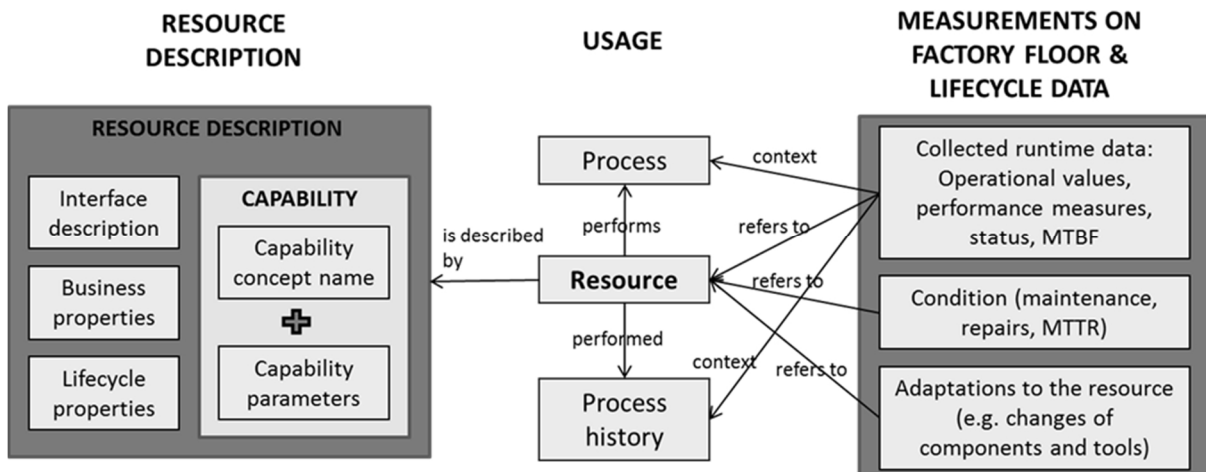 RESOURCE
DESCRIPTION
USAGE
MEASUREMENTS ON
FACTORY FLOOR &
LIFECYCLE DATA
RESOURCE DESCRIPTION
Interface
description
Business
properties
Lifecycle
properties
CAPABILITY
Capability
concept name
Capability
parameters
is described
by
Process
performs
Resource
performed
Process
history
context
refers to
refers to
context
refers to
Collected runtime data:
Operational values,
performance measures,
status, MTBF
Condition (maintenance,
repairs, MTTR)
Adaptations to the resource
(e.g. changes of
components and tools)